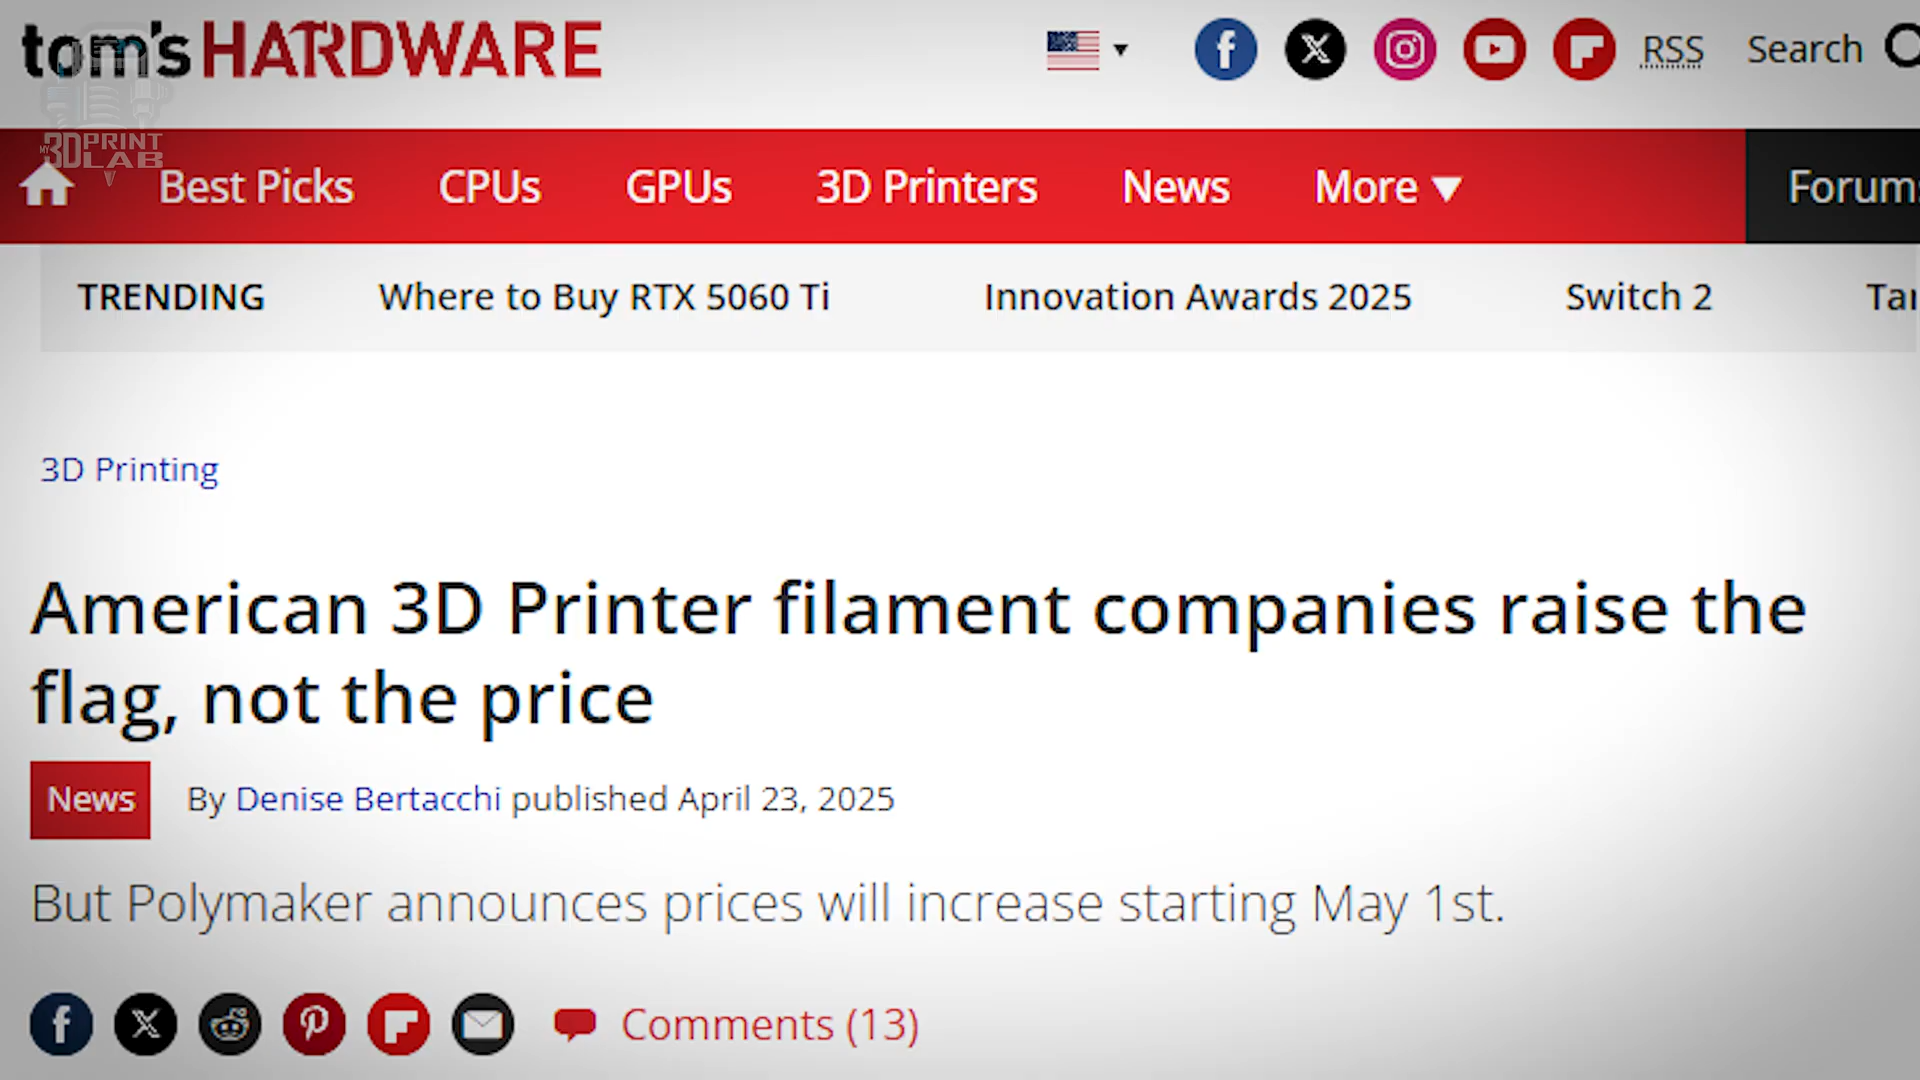 tom's HARDWARE
RSS
Search
MY 3DPRINT LAB
Best Picks
CPUs
GPUs
3D Printers
News
More
TRENDING
Where to Buy RTX 5060 Ti
Innovation Awards 2025
Switch 2
3D Printing
American 3D Printer filament companies raise the
flag, not the price
News
By Denise Bertacchi published April 23, 2025
But Polymaker announces prices will increase starting May 1st.
Comments (13)